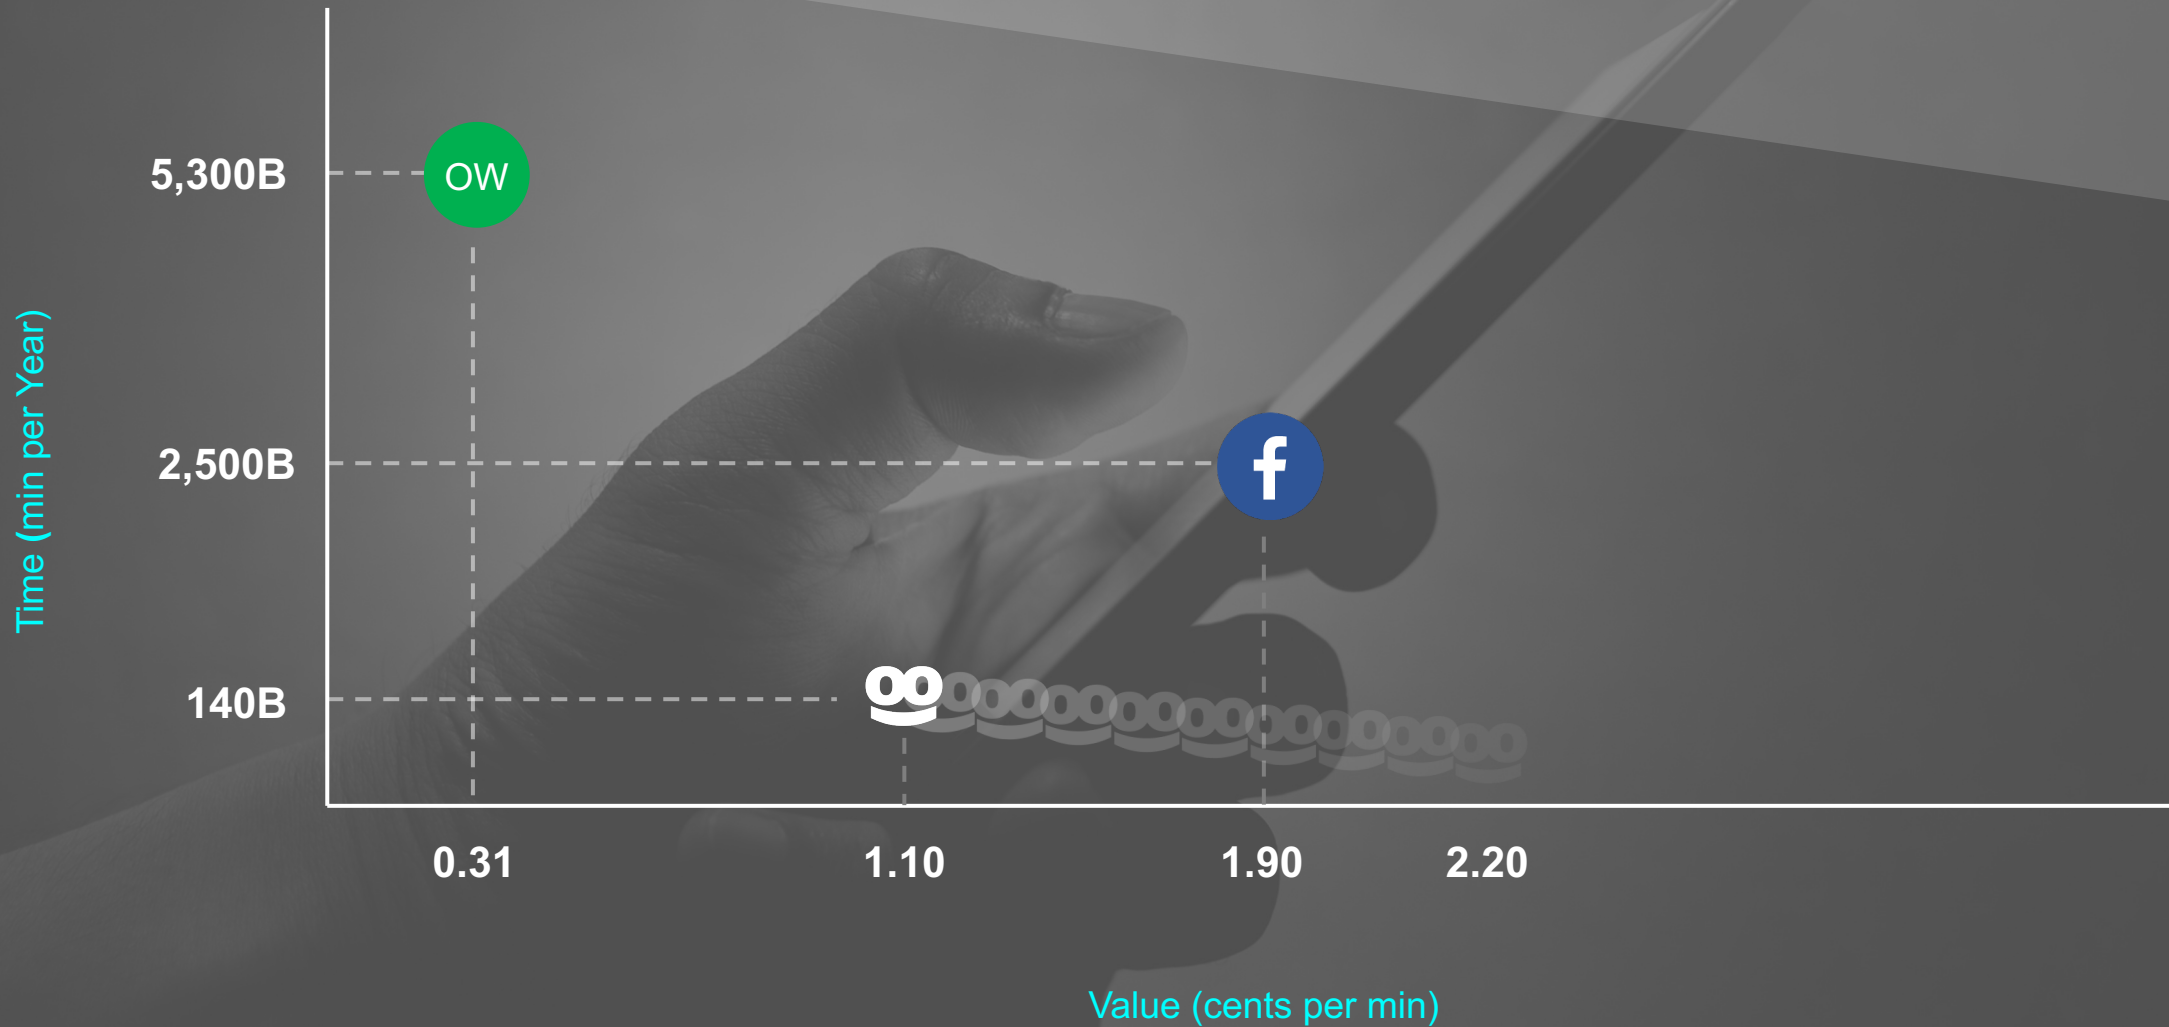 5,300B
OW
2,500B
f
140B
0.31
1.10
1.90
2.20
Time (min per Year)
Value (cents per min)